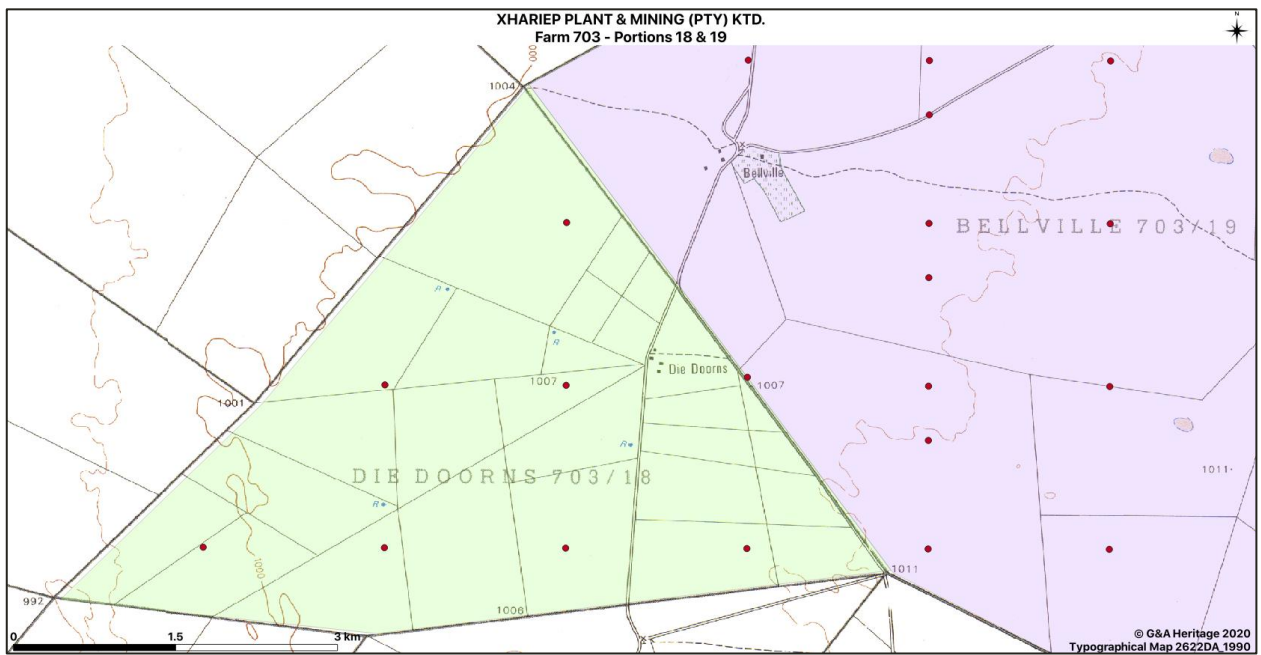 XHARIEP PLANT & MINING (PTY) KTD.
Farm 703 - Portions 18 & 19
N
000
1004
Bellville
BELLVILLE 703/19
R
R
Die Doorns
1007
1007
1001
R
1011
DIE DOORNS 703/18
R
1000
1011
992
1006
0 1.5 3 km
© G&A Heritage 2020
Typographical Map 2622DA_1990